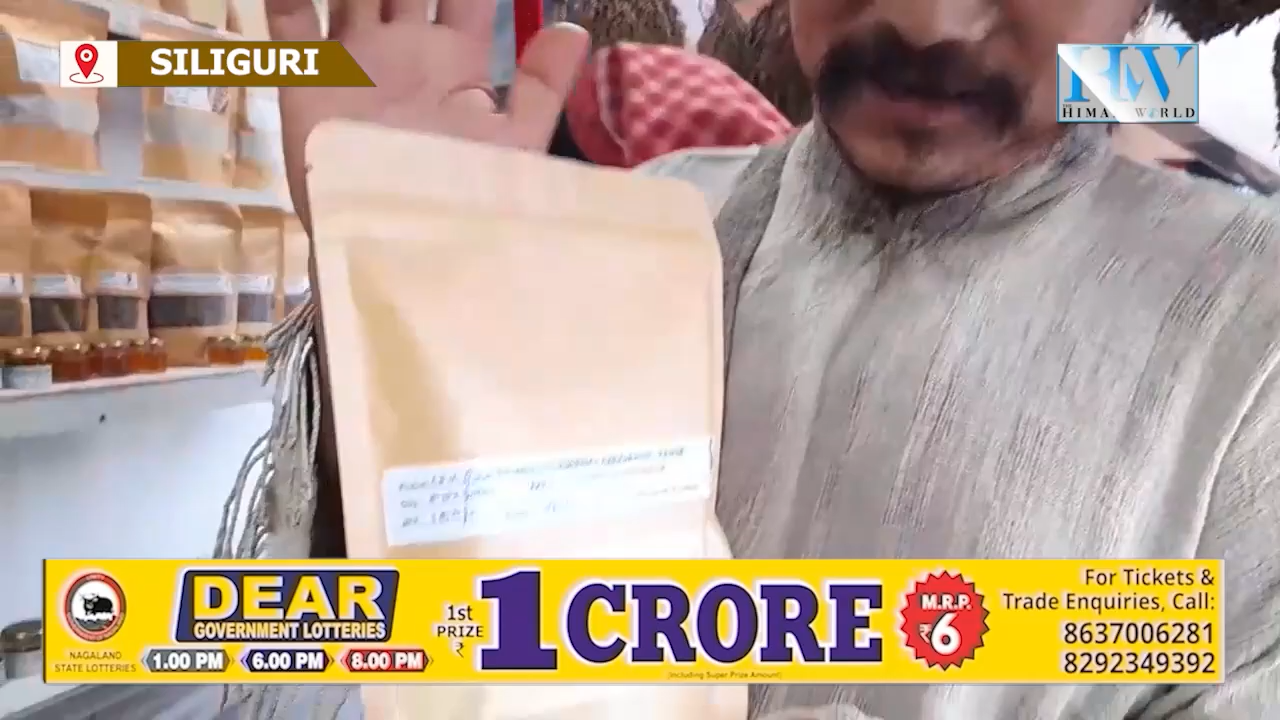 SILIGURI
THE HIMALAYAN WORLD
DEAR
GOVERNMENT LOTTERIES
1.00 PM 6.00 PM 8.00 PM
NAGALAND
STATE LOTTERIES
1st
PRIZE
₹
1 CRORE
(Including Super Prize Amount)
M.R.P.
₹6
For Tickets &
Trade Enquiries, Call:
8637006281
8292349392